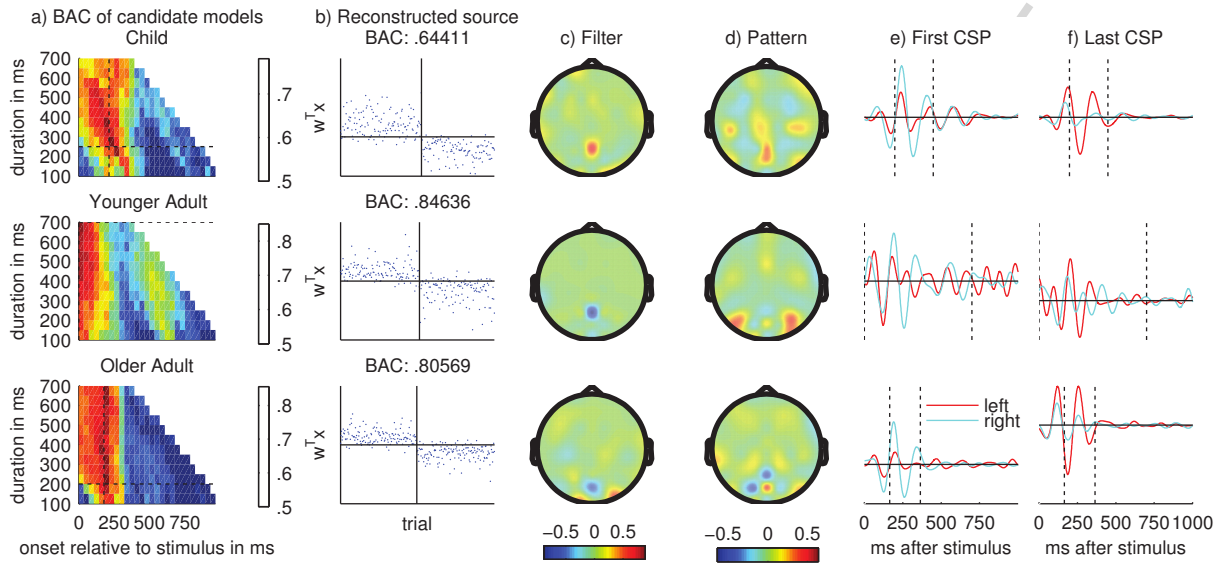 a) BAC of candidate models
b) Reconstructed source
c) Filter
d) Pattern
e) First CSP
f) Last CSP
Child
duration in ms
700
600
500
400
300
200
100
.7
.6
.5
BAC: .64411
wTx
Younger Adult
duration in ms
700
600
500
400
300
200
100
.8
.7
.6
.5
BAC: .84636
wTx
Older Adult
duration in ms
700
600
500
400
300
200
100
0 250 500 750
onset relative to stimulus in ms
.8
.7
.6
.5
BAC: .80569
wTx
trial
−0.5 0 0.5
−0.5 0 0.5
left
right
0 500
ms after stimulus
0 250 500 750 1000
ms after stimulus